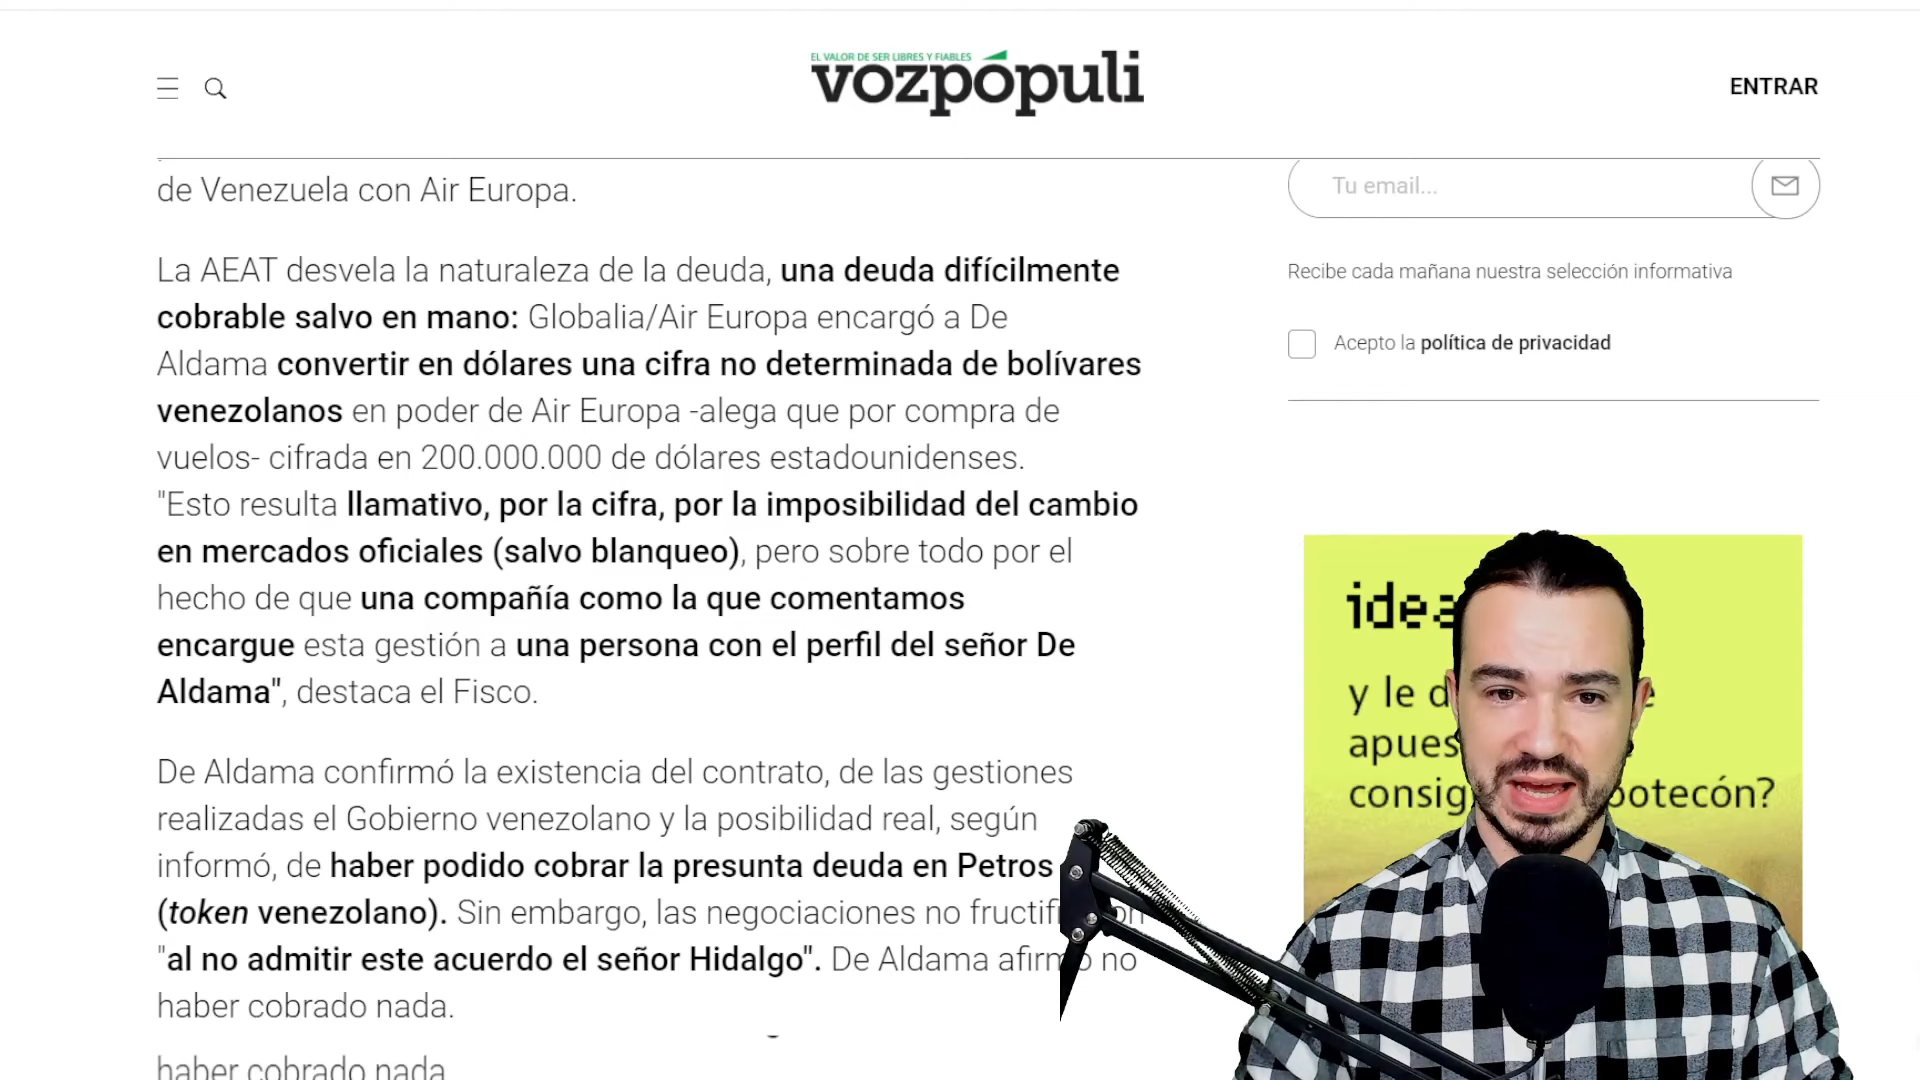 EL VALOR DE SER LIBRES Y FIABLES
vozpópuli
ENTRAR
de Venezuela con Air Europa.
La AEAT desvela la naturaleza de la deuda, una deuda difícilmente
cobrable salvo en mano: Globalia/Air Europa encargó a De
Aldama convertir en dólares una cifra no determinada de bolívares
venezolanos en poder de Air Europa -alega que por compra de
vuelos- cifrada en 200.000.000 de dólares estadounidenses.
"Esto resulta llamativo, por la cifra, por la imposibilidad del cambio
en mercados oficiales (salvo blanqueo), pero sobre todo por el
hecho de que una compañía como la que comentamos
encargue esta gestión a una persona con el perfil del señor De
Aldama", destaca el Fisco.
De Aldama confirmó la existencia del contrato, de las gestiones
realizadas el Gobierno venezolano y la posibilidad real, según
informó, de haber podido cobrar la presunta deuda en Petros
(token venezolano). Sin embargo, las negociaciones no
"al no admitir este acuerdo el señor Hidalgo". De Aldama afirmó no
haber cobrado nada.
haber cobrado nada
Tu email...
Recibe cada mañana nuestra selección informativa
Acepto la política de privacidad
y le